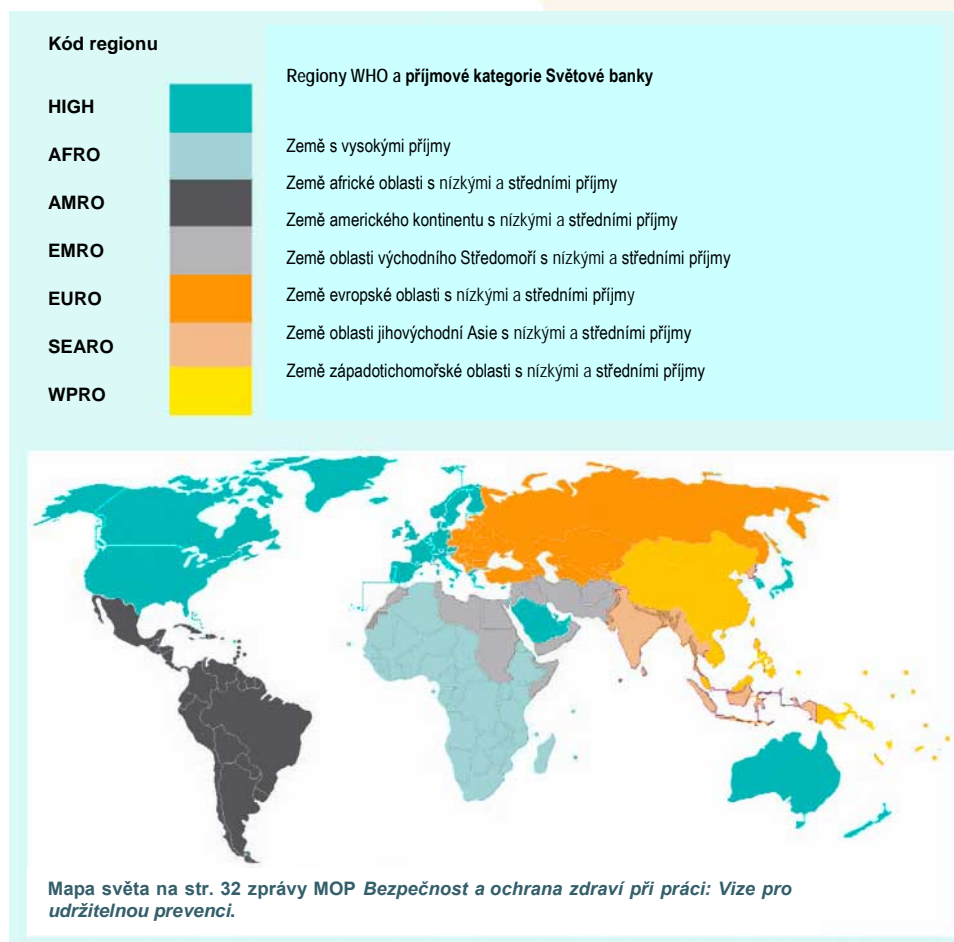 Kód regionu
Regiony WHO a příjmové kategorie Světové banky
HIGH
AFRO
AMRO
EMRO
EURO
SEARO
WPRO
Země s vysokými příjmy
Země africké oblasti s nízkými a středními příjmy
Země amerického kontinentu s nízkými a středními příjmy
Země oblasti východního Středomoří s nízkými a středními příjmy
Země evropské oblasti s nízkými a středními příjmy
Země oblasti jihovýchodní Asie s nízkými a středními příjmy
Země západotichomořské oblasti s nízkými a středními příjmy
Mapa světa na str. 32 zprávy MOP Bezpečnost a ochrana zdraví při práci: Vize pro
udržitelnou prevenci.